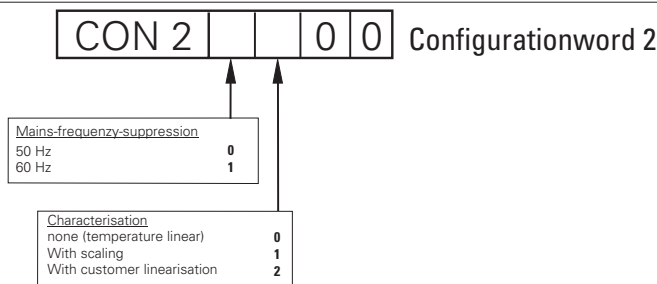 CON 2 0 0 Configurationword 2
Mains-frequenzy-suppression
50 Hz 0
60 Hz 1
Characterisation
none (temperature linear) 0
With scaling 1
With customer linearisation 2